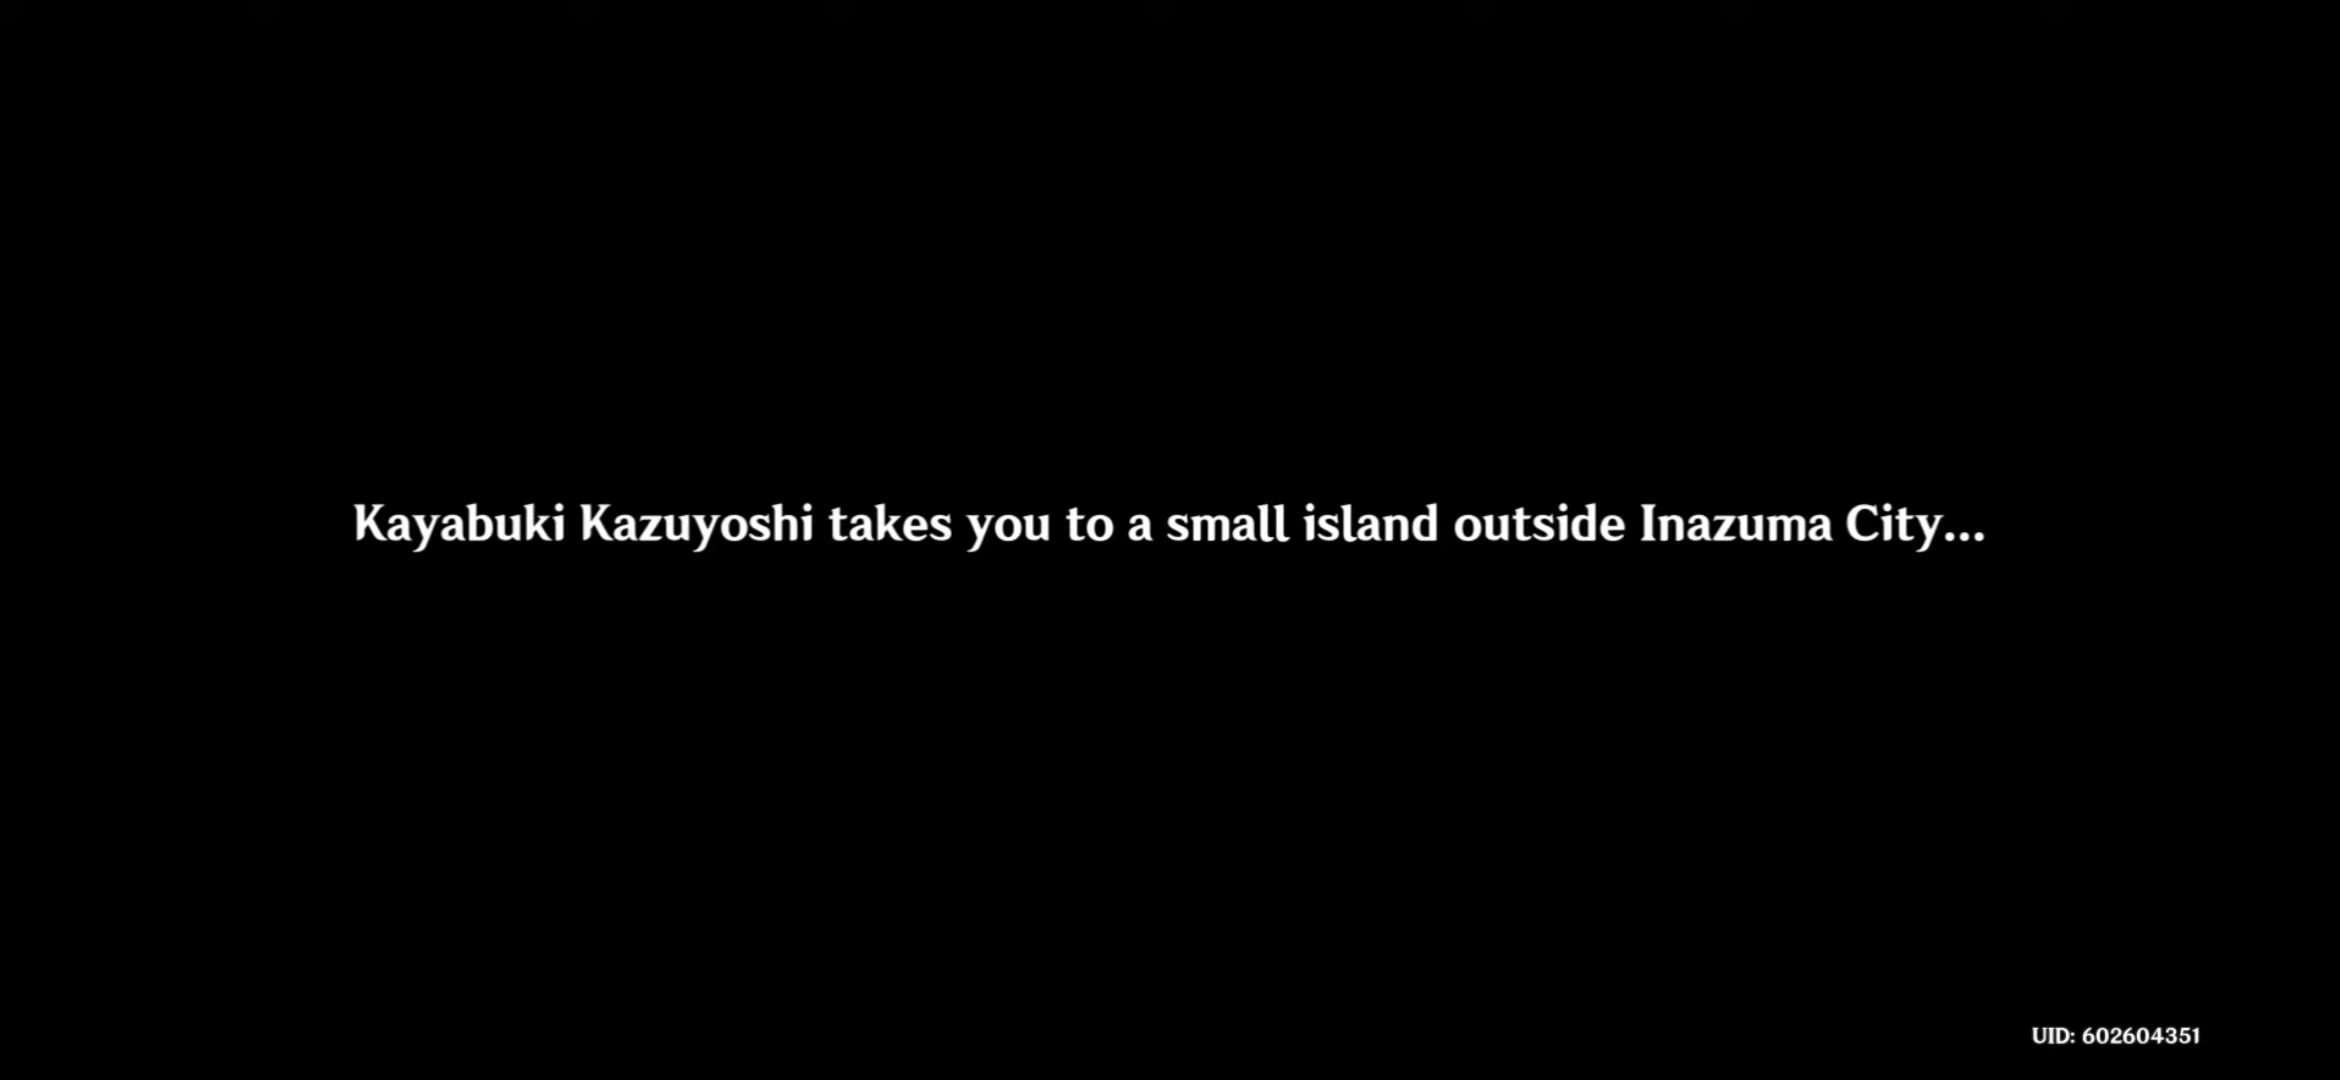 Kayabuki Kazuyoshi takes you to a small island outside Inazuma City...
UID: 602604351